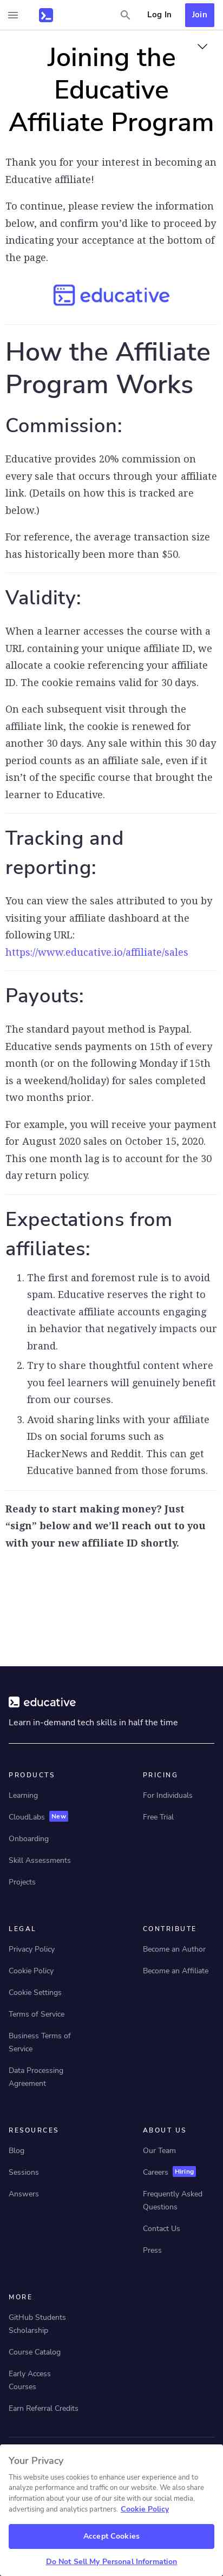 Log In
Join
Joining the
Educative
Affiliate Program
Thank you for your interest in becoming an
Educative affiliate!
To continue, please review the information
below, and confirm you’d like to proceed by
indicating your acceptance at the bottom of
the page.
educative
How the Affiliate
Program Works
Commission:
Educative provides 20% commission on
every sale that occurs through your affiliate
link. (Details on how this is tracked are
below.)
For reference, the average transaction size
has historically been more than $50.
Validity:
When a learner accesses the course with a
URL containing your unique affiliate ID, we
allocate a cookie referencing your affiliate
ID. The cookie remains valid for 30 days.
On each subsequent visit through the
affiliate link, the cookie is renewed for
another 30 days. Any sale within this 30 day
period counts as an affiliate sale, even if it
isn’t of the specific course that brought the
learner to Educative.
Tracking and
reporting:
You can view the sales attributed to you by
visiting your affiliate dashboard at the
following URL:
https://www.educative.io/affiliate/sales
Payouts:
The standard payout method is Paypal.
Educative sends payments on 15th of every
month (or on the following Monday if 15th
is a weekend/holiday) for sales completed
two months prior.
For example, you will receive your payment
for August 2020 sales on October 15, 2020.
This one month lag is to account for the 30
day return policy.
Expectations from
affiliates:
1. The first and foremost rule is to avoid
spam. Educative reserves the right to
deactivate affiliate accounts engaging
in behavior that negatively impacts our
brand.
2. Try to share thoughtful content where
you feel learners will genuinely benefit
from our courses.
3. Avoid sharing links with your affiliate
IDs on social forums such as
HackerNews and Reddit. This can get
Educative banned from those forums.
Ready to start making money? Just
“sign” below and we’ll reach out to you
with your new affiliate ID shortly.
educative
Learn in-demand tech skills in half the time
PRODUCTS
Learning
CloudLabs New
Onboarding
Skill Assessments
Projects
PRICING
For Individuals
Free Trial
LEGAL
Privacy Policy
Cookie Policy
Cookie Settings
Terms of Service
Business Terms of
Service
Data Processing
Agreement
CONTRIBUTE
Become an Author
Become an Affiliate
RESOURCES
Blog
Sessions
Answers
ABOUT US
Our Team
Careers Hiring
Frequently Asked
Questions
Contact Us
Press
MORE
GitHub Students
Scholarship
Course Catalog
Early Access
Courses
Earn Referral Credits
Your Privacy
This website uses cookies to enhance user experience and to analyze
performance and traffic on our website. We also share
information about your use of our site with our social media,
advertising and analytics partners. Cookie Policy
Accept Cookies
Do Not Sell My Personal Information